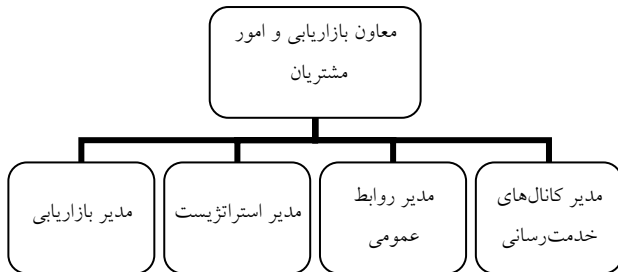 معاون بازاریابی و امور
مشتریان
مدیر کانال‌های
خدمت‌رسانی
مدیر روابط
عمومی
مدیر استراتژیست
مدیر بازاریابی